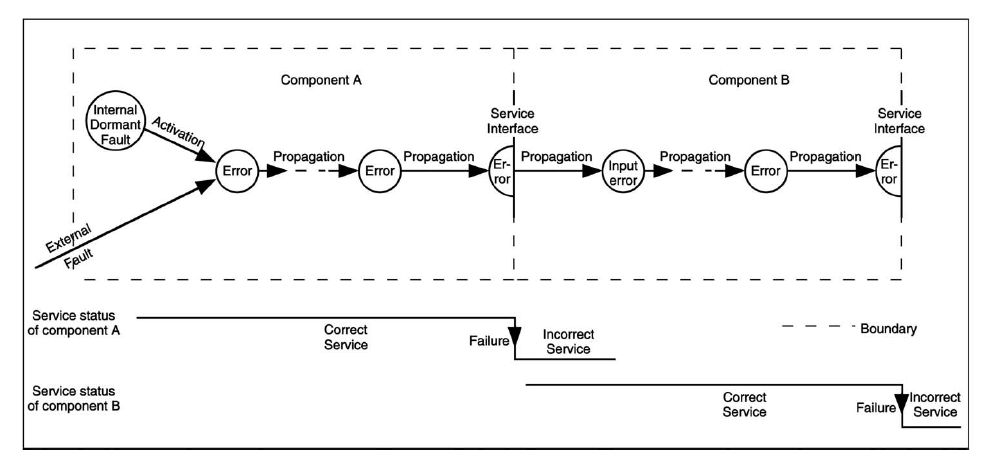 Component A
Component B
Internal
Dormant
Fault
Activation
Service
Interface
Service
Interface
Error
Propagation
Error
Propagation
Er-
ror
Propagation
Input
error
Propagation
Error
Propagation
Er-
ror
External
Fault
Service status
of component A
Correct
Service
Failure
Incorrect
Service
Boundary
Service status
of component B
Correct
Service
Failure
Incorrect
Service